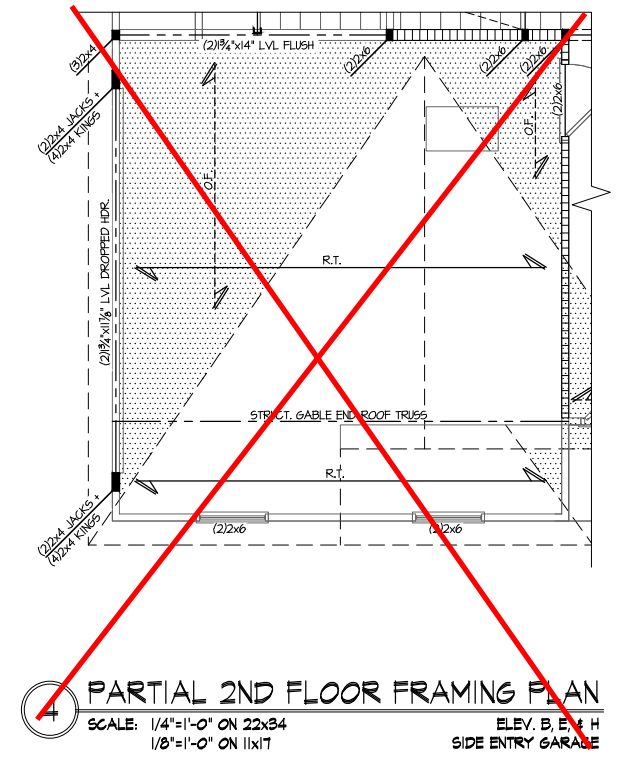 (2)1¾"x14" LVL FLUSH
(3)2x4
(2)2x6
(2)2x6
(2)2x6
(2)2x6
(2)2x4 JACKS +
(4)2x4 KINGS
O.F.
O.F.
(2)1¾"x11⅞" LVL DROPPED HDR.
R.T.
STRUCT. GABLE END ROOF TRUSS
R.T.
(2)2x4 JACKS +
(4)2x4 KINGS
(2)2x6
(2)2x6
4
PARTIAL 2ND FLOOR FRAMING PLAN
SCALE: 1/4"=1'-0" ON 22x34
ELEV. B, E, & H
1/8"=1'-0" ON 11x17
SIDE ENTRY GARAGE